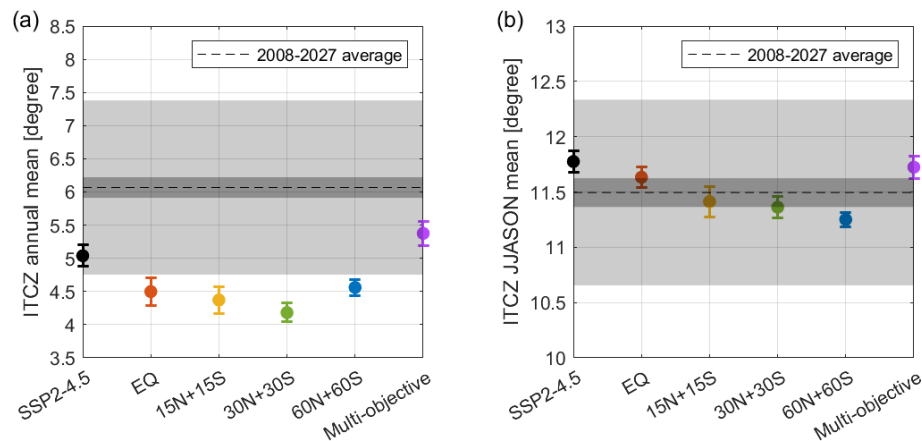 (a)
8.5
8
7.5
7
6.5
6
5.5
5
4.5
4
3.5
ITCZ annual mean [degree]
2008-2027 average
SSP2-4.5
EQ
15N+15S
30N+30S
60N+60S
Multi-objective
(b)
13
12.5
12
11.5
11
10.5
10
ITCZ JJASON mean [degree]
2008-2027 average
SSP2-4.5
EQ
15N+15S
30N+30S
60N+60S
Multi-objective